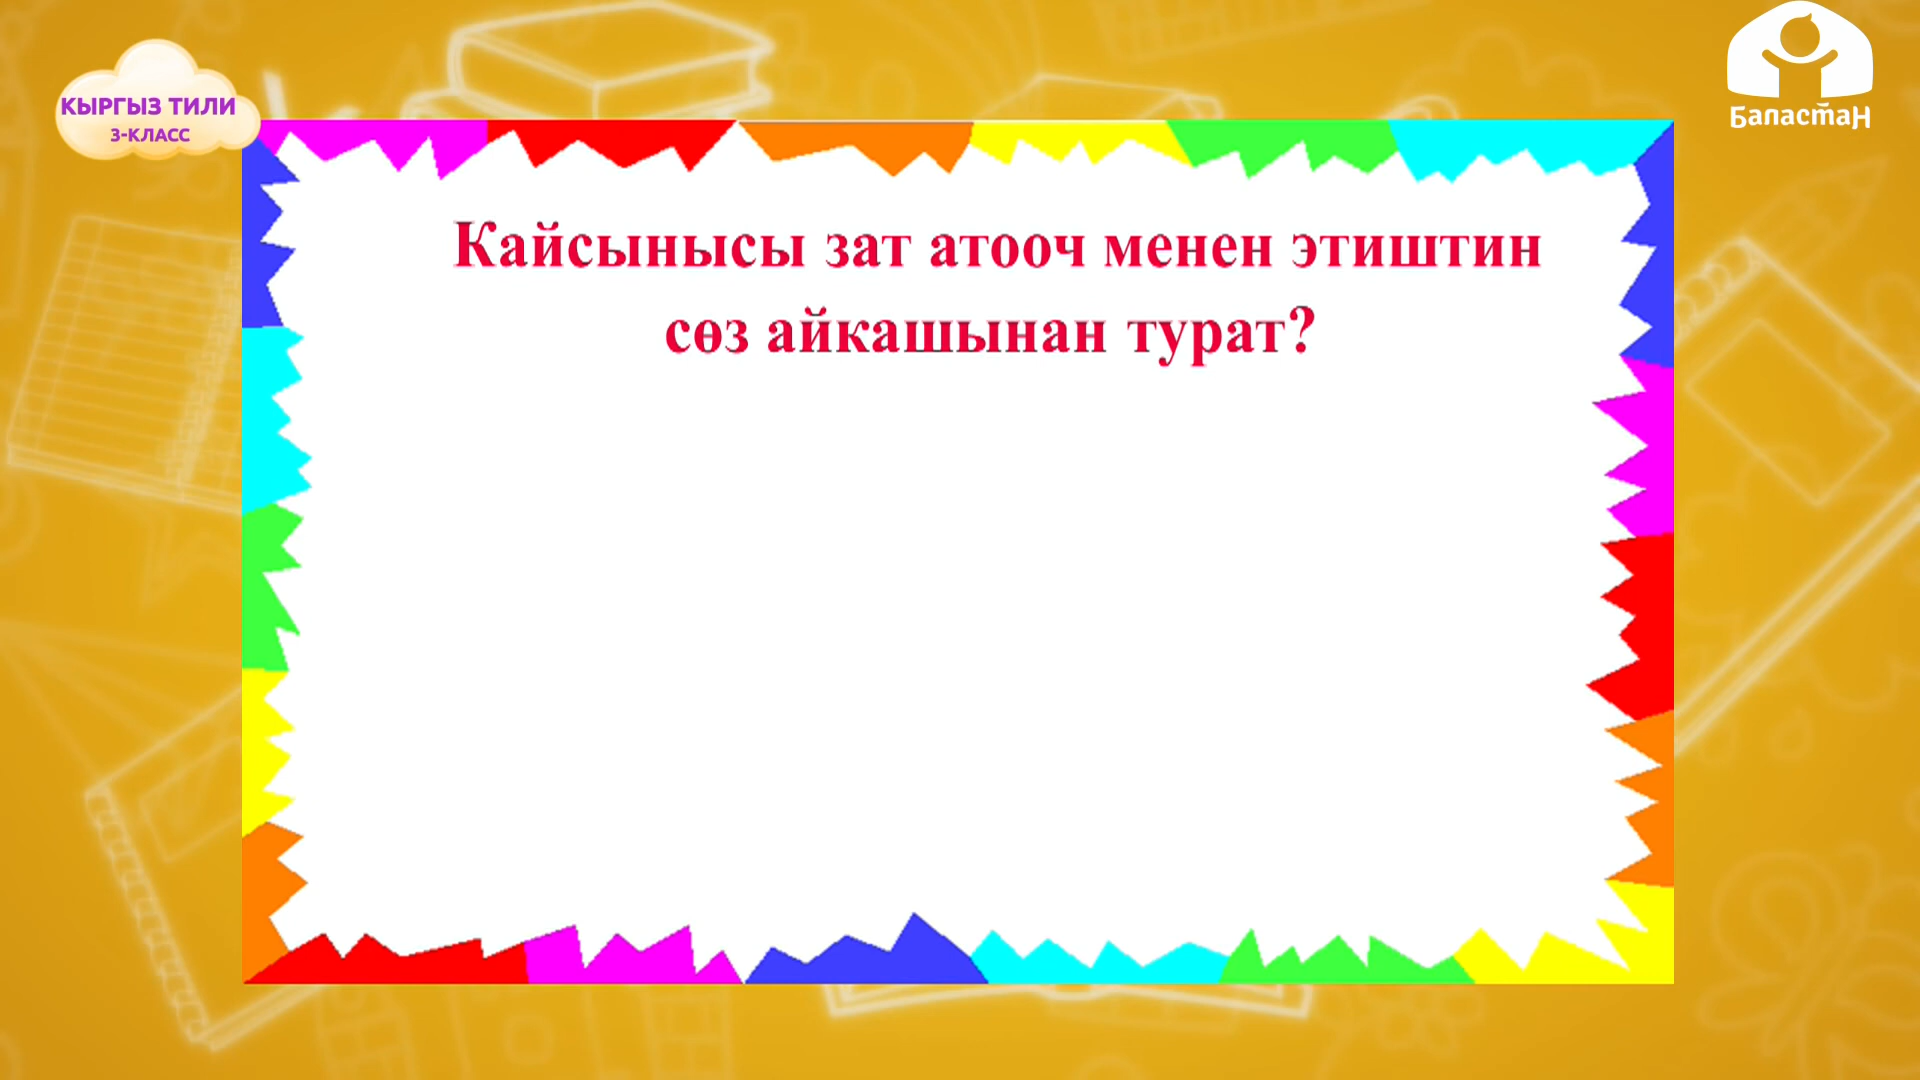 КЫРГЫЗ ТИЛИ
3-КЛАСС
Баластан
Кайсынысы зат атооч менен этиштин
сөз айкашынан турат?